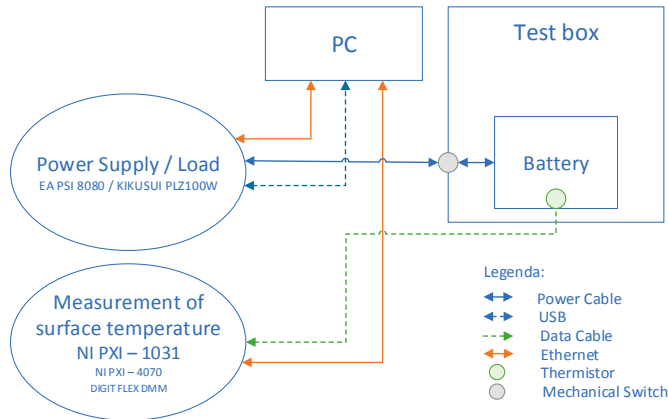 PC
Test box
Power Supply / Load
EA PSI 8080 / KIKUSUI PLZ100W
Battery
Measurement of
surface temperature
NI PXI – 1031
NI PXI – 4070
DIGIT FLEX DMM
Legenda:
Power Cable
USB
Data Cable
Ethernet
Thermistor
Mechanical Switch